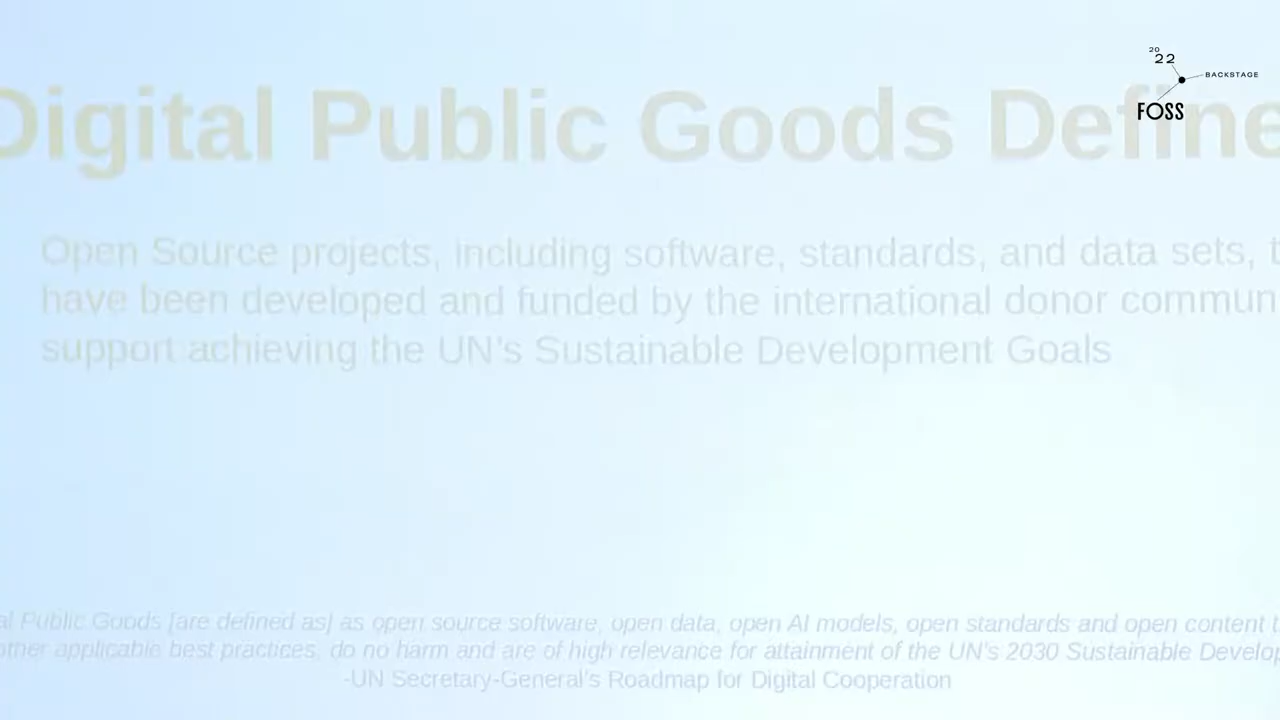 20
22
BACKSTAGE
FOSS
Digital Public Goods Define
Open Source projects, including software, standards, and data sets, t
have been developed and funded by the international donor commun
support achieving the UN's Sustainable Development Goals
al Public Goods [are defined as] as open source software, open data, open AI models, open standards and open content t
other applicable best practices, do no harm and are of high relevance for attainment of the UN's 2030 Sustainable Develop
-UN Secretary-General's Roadmap for Digital Cooperation